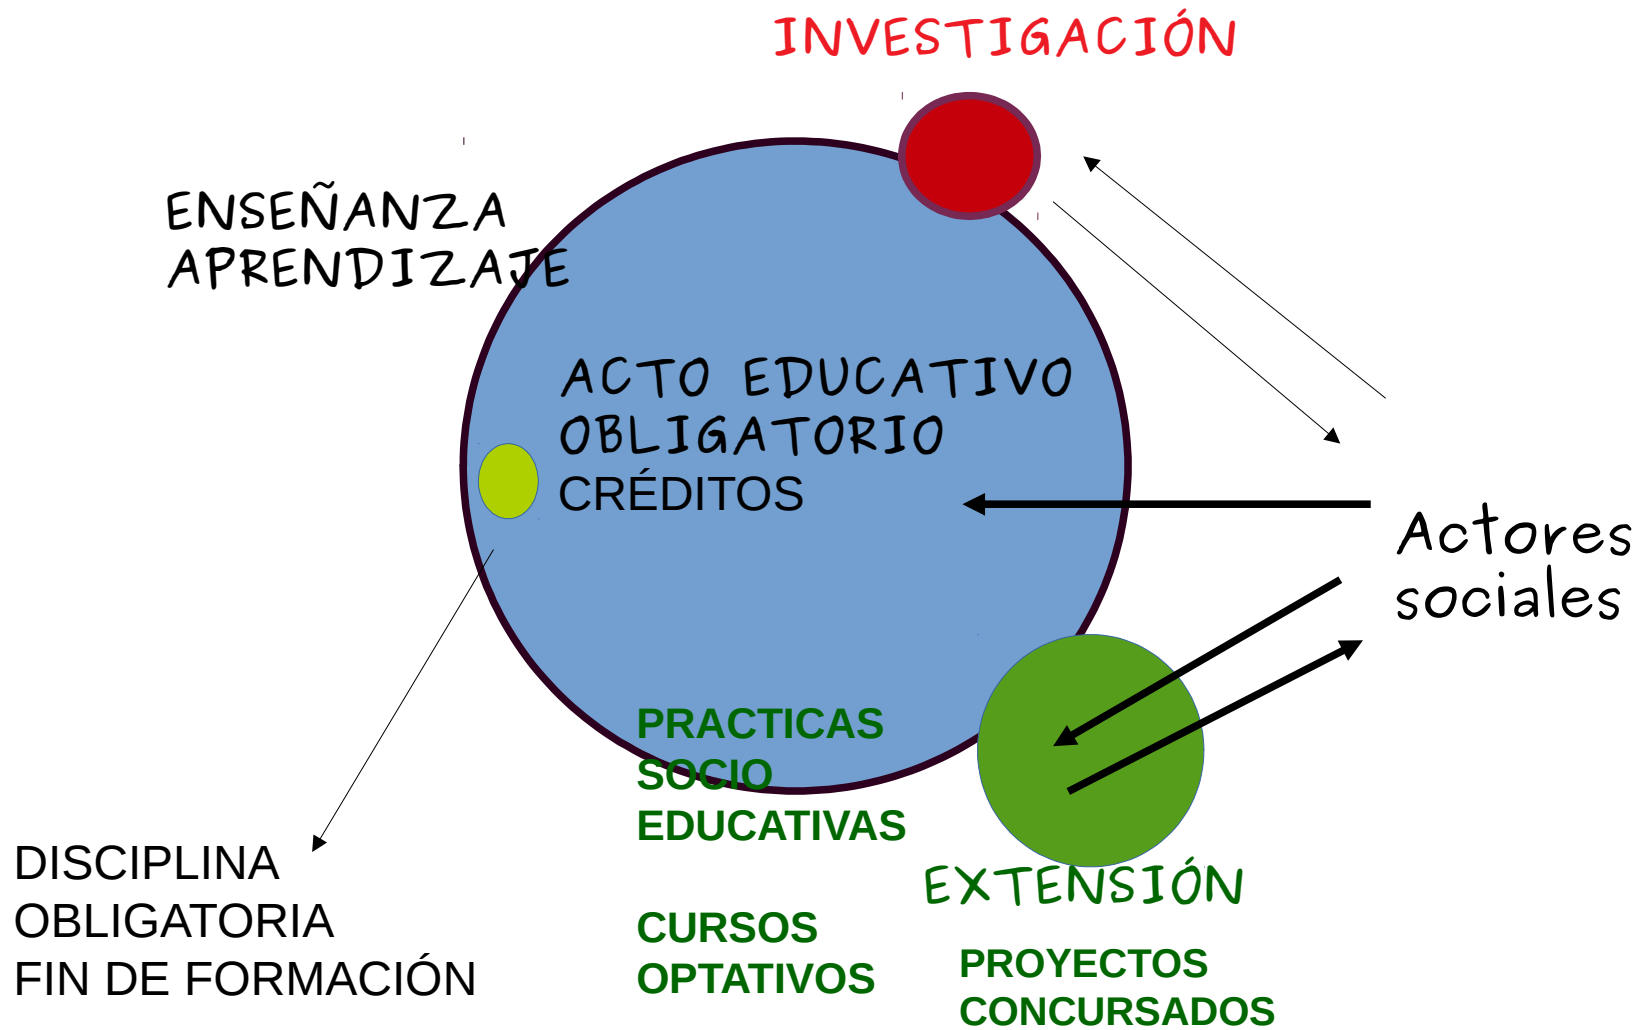 INVESTIGACIÓN
ENSEÑANZA
APRENDIZAJE
ACTO EDUCATIVO
OBLIGATORIO
CRÉDITOS
Actores
sociales
PRACTICAS
SOCIO
EDUCATIVAS
CURSOS
OPTATIVOS
EXTENSIÓN
PROYECTOS
CONCURSADOS
DISCIPLINA
OBLIGATORIA
FIN DE FORMACIÓN